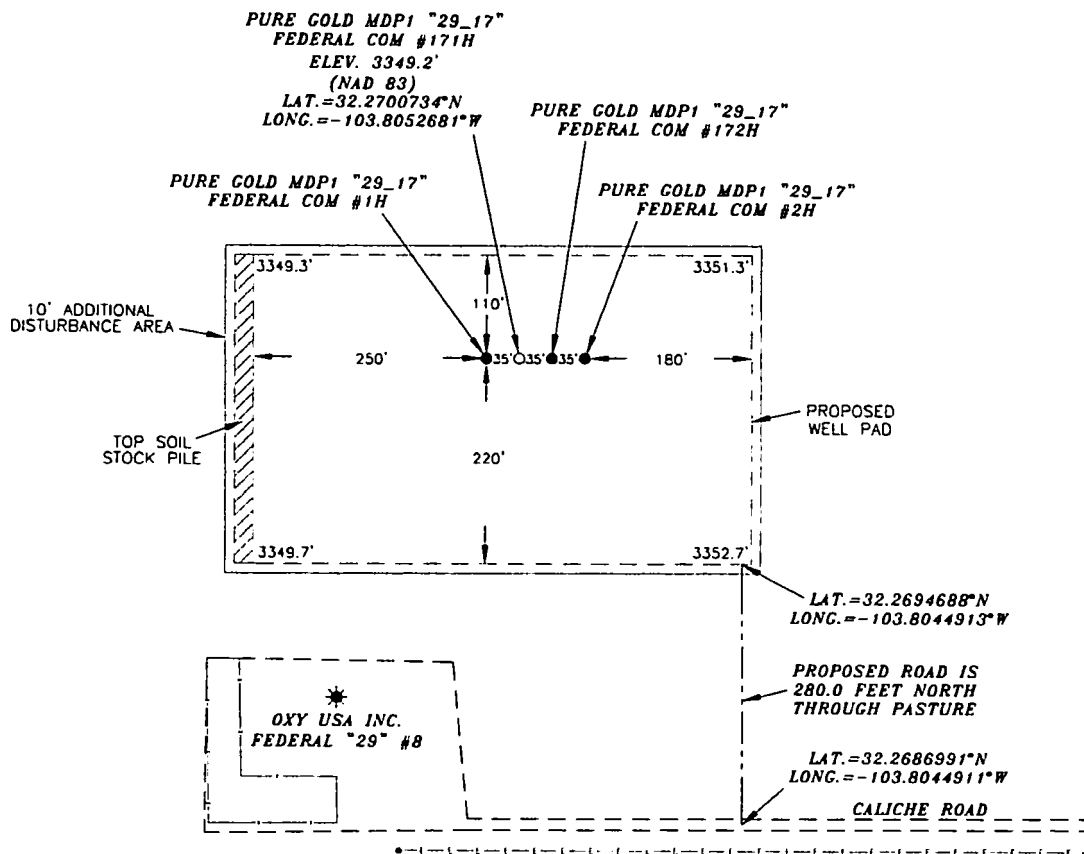 PURE GOLD MDP1 "29_17"
FEDERAL COM #171H
ELEV. 3349.2'
(NAD 83)
LAT.=32.2700734°N
LONG.=-103.8052681°W
PURE GOLD MDP1 "29_17"
FEDERAL COM #172H
PURE GOLD MDP1 "29_17"
FEDERAL COM #1H
PURE GOLD MDP1 "29_17"
FEDERAL COM #2H
3349.3'
3351.3'
10' ADDITIONAL
DISTURBANCE AREA
110'
250'
35'
35'
35'
180'
PROPOSED
WELL PAD
TOP SOIL
STOCK PILE
220'
3349.7'
3352.7'
LAT.=32.2694688°N
LONG.=-103.8044913°W
PROPOSED ROAD IS
280.0 FEET NORTH
THROUGH PASTURE
OXY USA INC.
FEDERAL "29" #8
LAT.=32.2686991°N
LONG.=-103.8044911°W
CALICHE ROAD